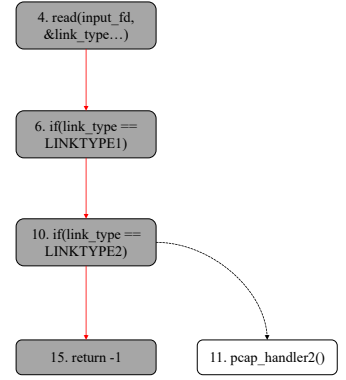 4. read(input_fd,
&link_type…)
6. if(link_type ==
LINKTYPE1)
10. if(link_type ==
LINKTYPE2)
15. return -1
11. pcap_handler2()